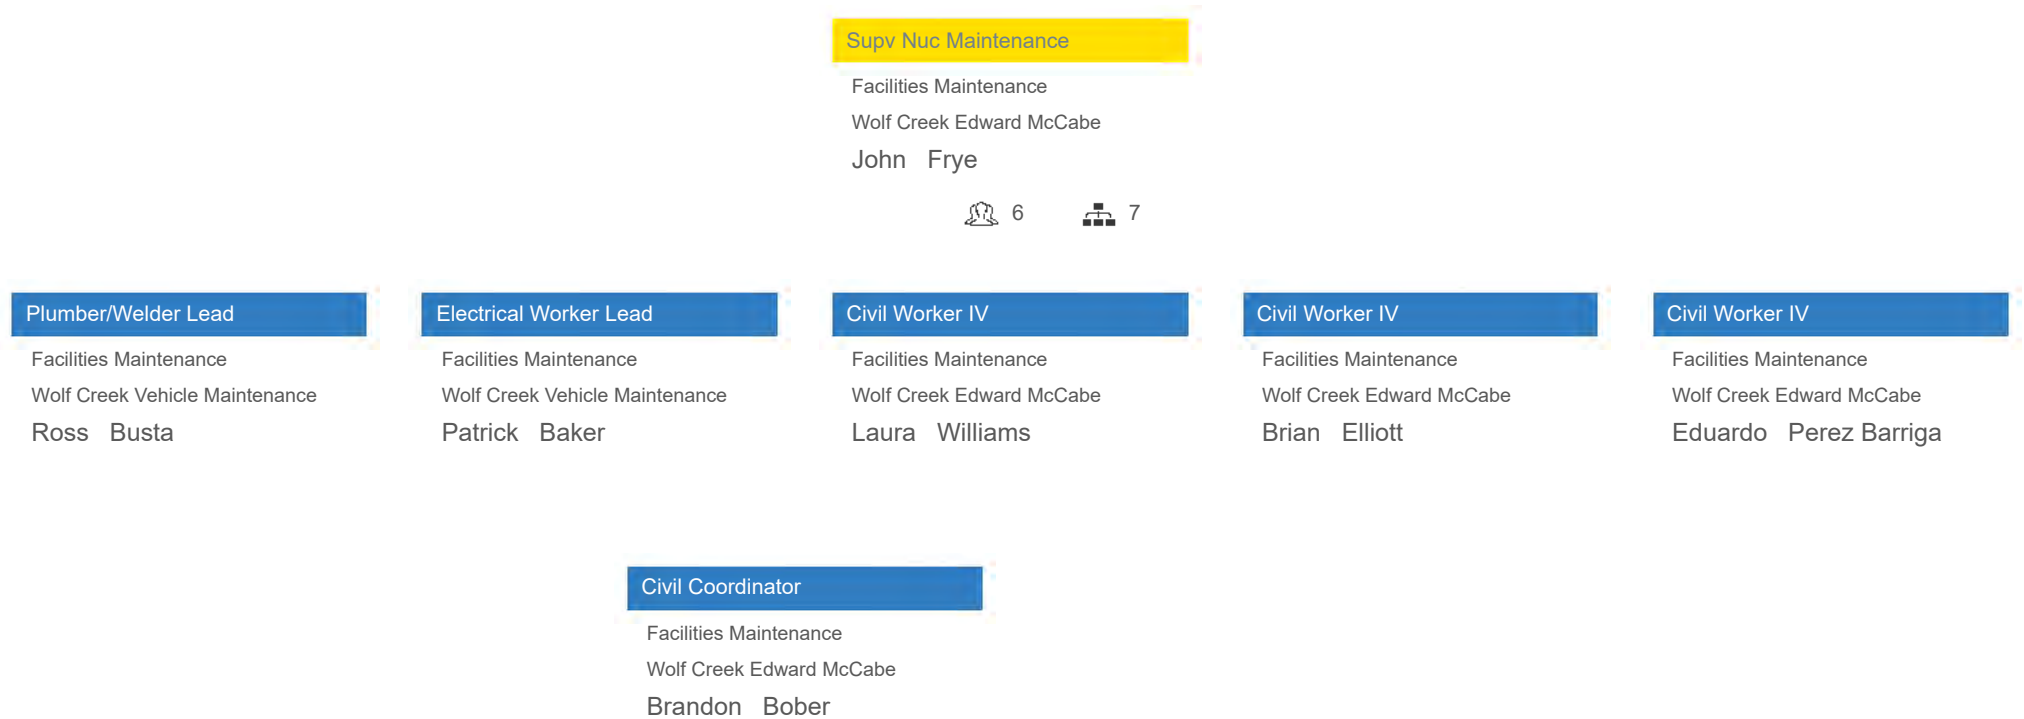 Supv Nuc Maintenance
Facilities Maintenance
Wolf Creek Edward McCabe
John Frye
6 7
Plumber/Welder Lead
Facilities Maintenance
Wolf Creek Vehicle Maintenance
Ross Busta
Electrical Worker Lead
Facilities Maintenance
Wolf Creek Vehicle Maintenance
Patrick Baker
Civil Worker IV
Facilities Maintenance
Wolf Creek Edward McCabe
Laura Williams
Civil Worker IV
Facilities Maintenance
Wolf Creek Edward McCabe
Brian Elliott
Civil Worker IV
Facilities Maintenance
Wolf Creek Edward McCabe
Eduardo Perez Barriga
Civil Coordinator
Facilities Maintenance
Wolf Creek Edward McCabe
Brandon Bober